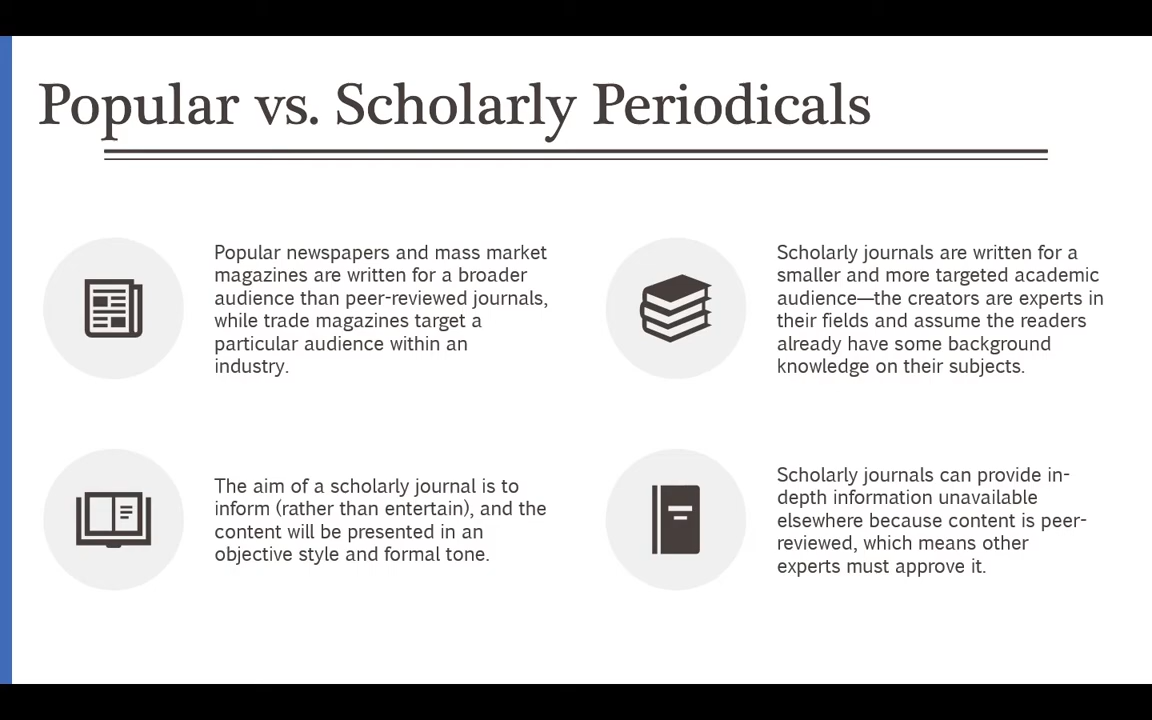 Popular vs. Scholarly Periodicals
Popular newspapers and mass market
magazines are written for a broader
audience than peer-reviewed journals,
while trade magazines target a
particular audience within an
industry.
Scholarly journals are written for a
smaller and more targeted academic
audience—the creators are experts in
their fields and assume the readers
already have some background
knowledge on their subjects.
The aim of a scholarly journal is to
inform (rather than entertain), and the
content will be presented in an
objective style and formal tone.
Scholarly journals can provide in-
depth information unavailable
elsewhere because content is peer-
reviewed, which means other
experts must approve it.